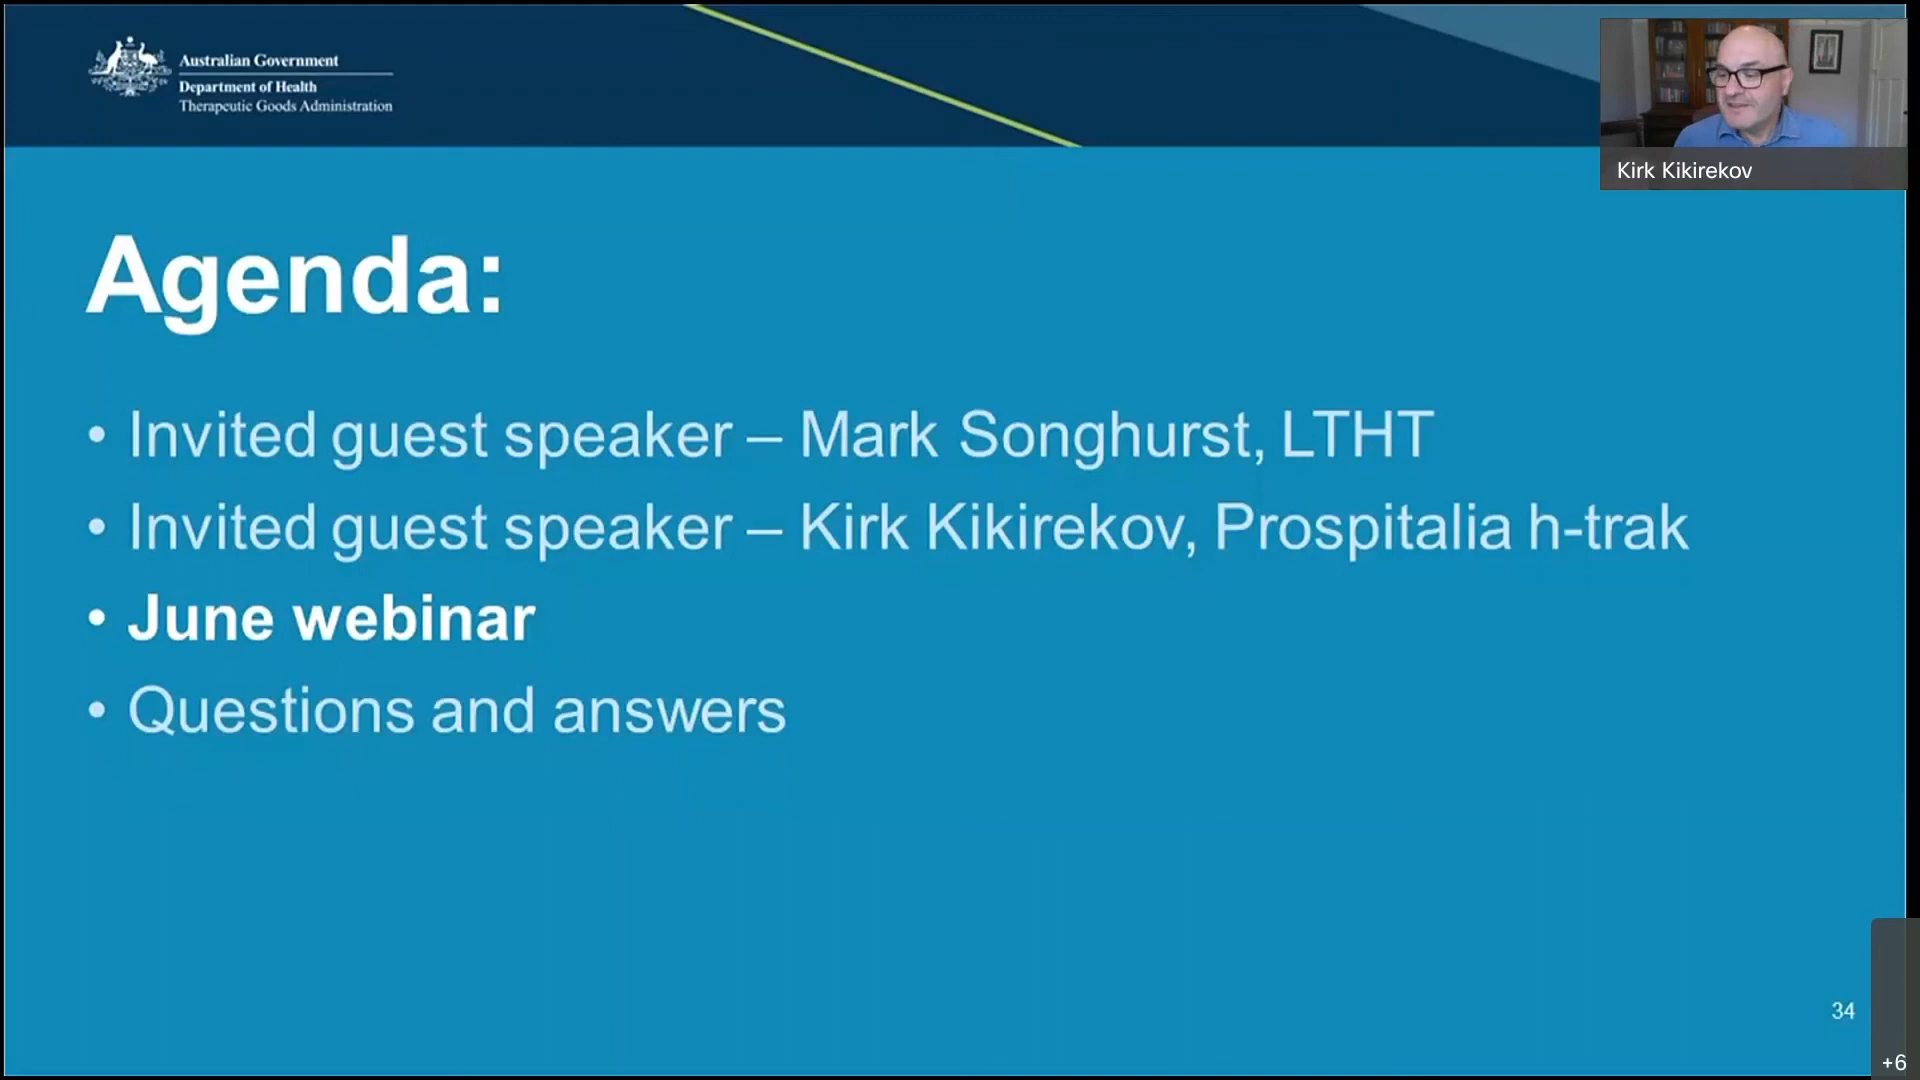 Australian Government
Department of Health
Therapeutic Goods Administration
Kirk Kikirekov
Agenda:
• Invited guest speaker – Mark Songhurst, LTHT
• Invited guest speaker – Kirk Kikirekov, Prospitalia h-trak
• June webinar
• Questions and answers
34
+6